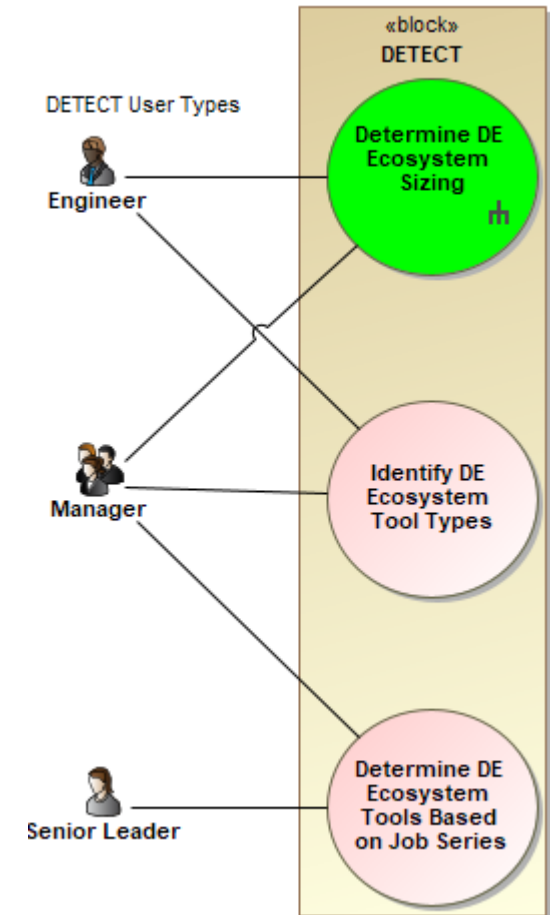 «block»
DETECT
DETECT User Types
Determine DE
Ecosystem
Sizing
Engineer
Identify DE
Ecosystem
Tool Types
Manager
Determine DE
Ecosystem
Tools Based
on Job Series
Senior Leader